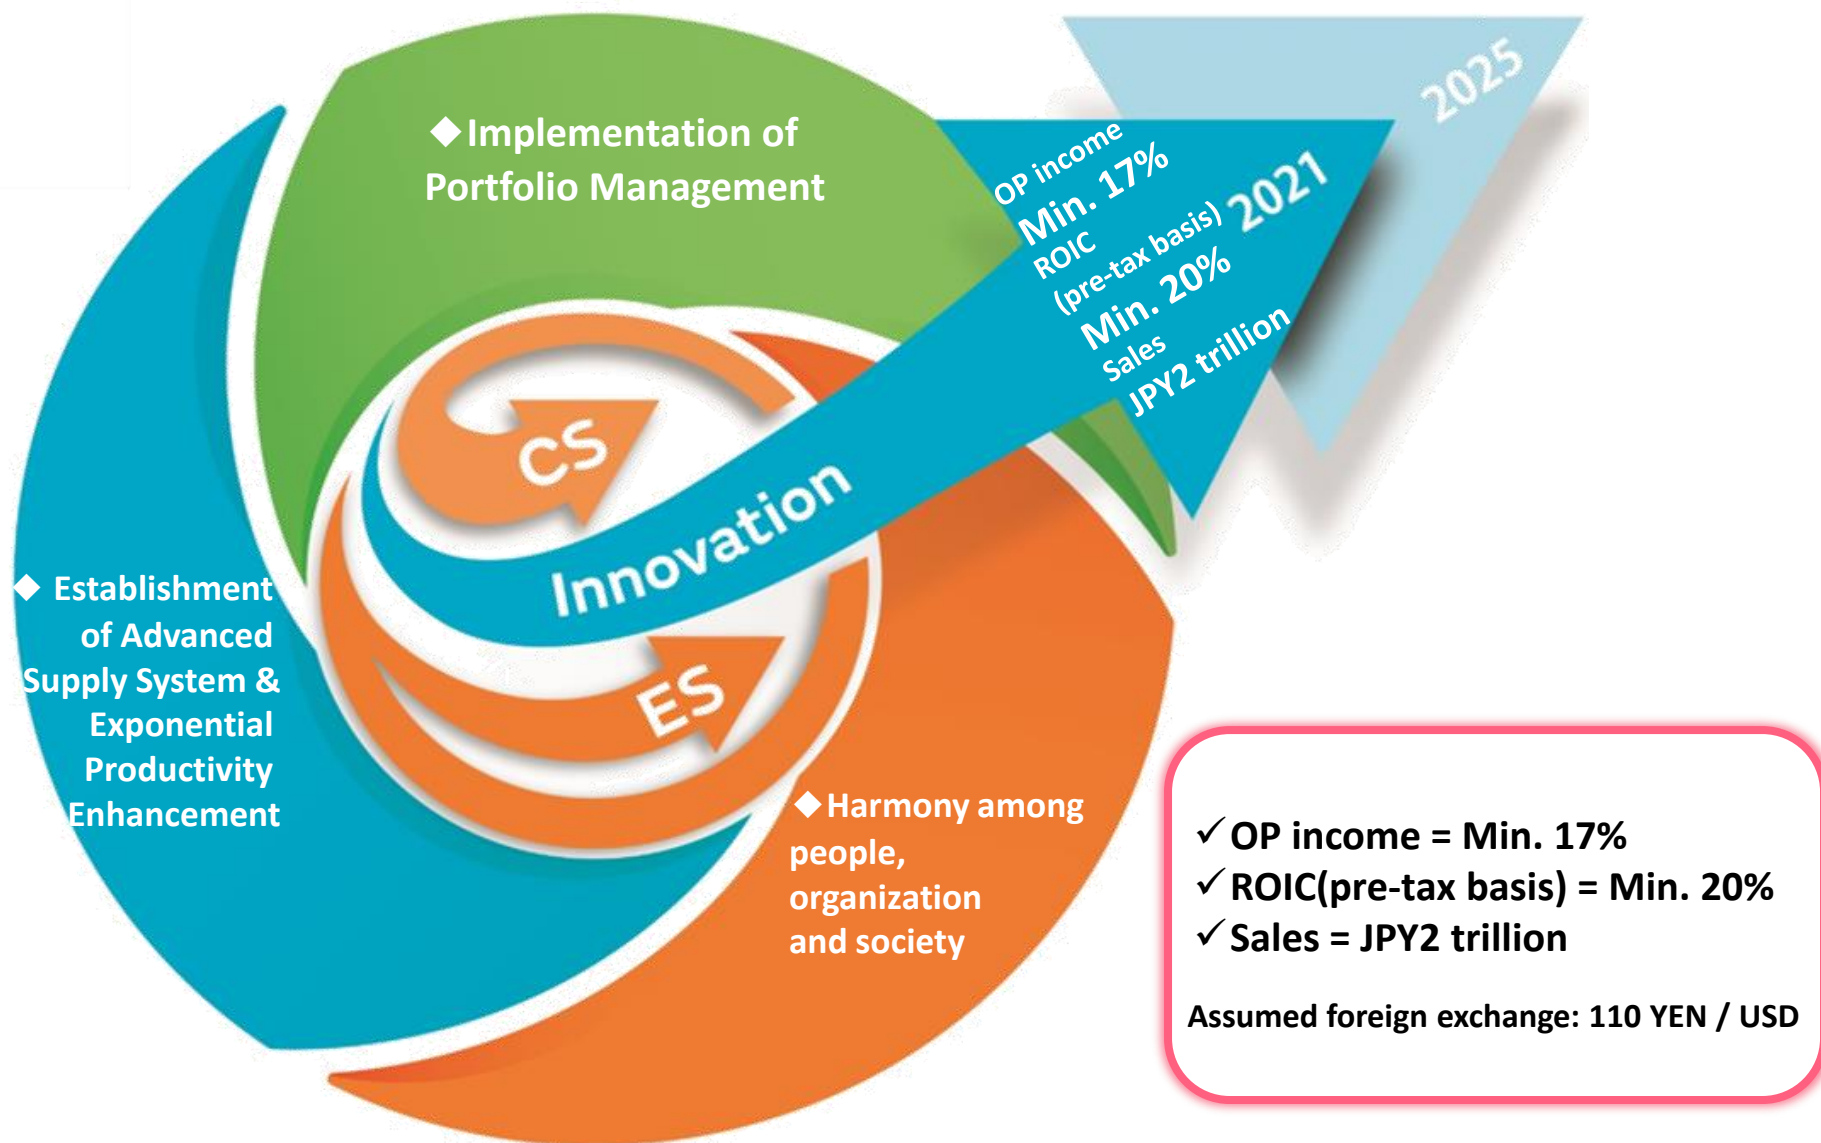 ◆Implementation of
Portfolio Management
2025
OP income
Min. 17%
ROIC
(pre-tax basis)
Min. 20%
Sales
JPY2 trillion
2021
CS
Innovation
ES
◆ Establishment
of Advanced
Supply System &
Exponential
Productivity
Enhancement
◆Harmony among
people,
organization
and society
✓OP income = Min. 17%
✓ROIC(pre-tax basis) = Min. 20%
✓Sales = JPY2 trillion
Assumed foreign exchange: 110 YEN / USD